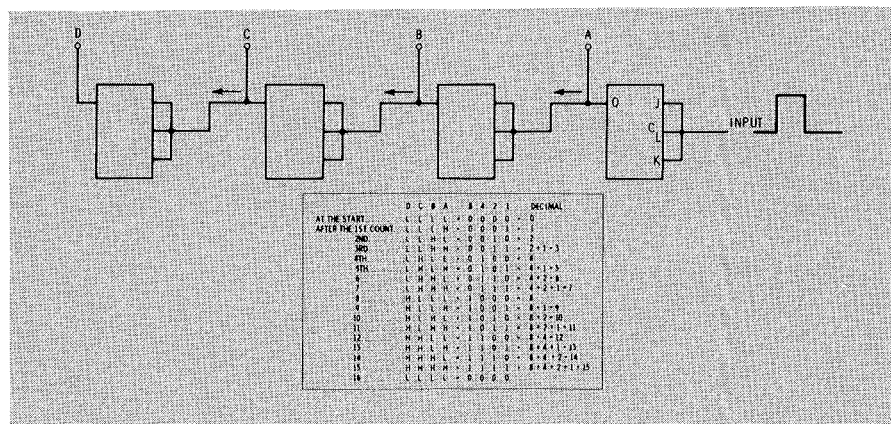 D C B A
O J
C L INPUT
K
D C B A 8 4 2 1 DECIMAL
AT THE START L L L L = 0 0 0 0 = 0
AFTER THE 1ST COUNT L L L H = 0 0 0 1 = 1
2ND L L H L = 0 0 1 0 = 2
3RD L L H H = 0 0 1 1 = 2 + 1 = 3
4TH L H L L = 0 1 0 0 = 4
5TH L H L H = 0 1 0 1 = 4 + 1 = 5
6 L H H L = 0 1 1 0 = 4 + 2 = 6
7 L H H H = 0 1 1 1 = 4 + 2 + 1 = 7
8 H L L L = 1 0 0 0 = 8
9 H L L H = 1 0 0 1 = 8 + 1 = 9
10 H L H L = 1 0 1 0 = 8 + 2 = 10
11 H L H H = 1 0 1 1 = 8 + 2 + 1 = 11
12 H H L L = 1 1 0 0 = 8 + 4 = 12
13 H H L H = 1 1 0 1 = 8 + 4 + 1 = 13
14 H H H L = 1 1 1 0 = 8 + 4 + 2 = 14
15 H H H H = 1 1 1 1 = 8 + 4 + 2 + 1 = 15
16 L L L L = 0 0 0 0